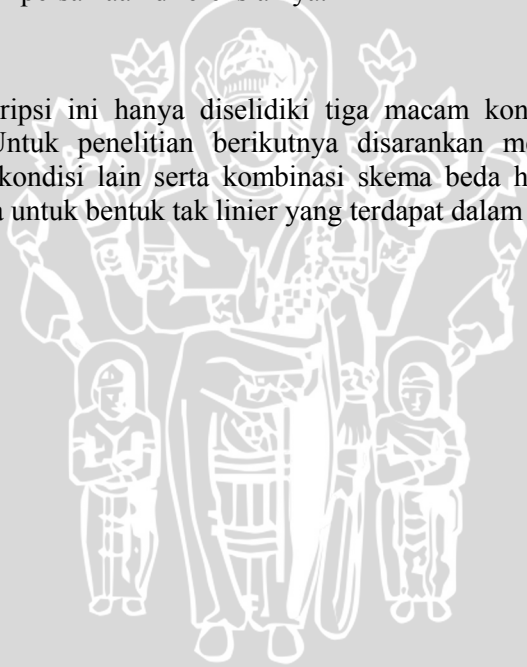 ripsi ini hanya diselidiki tiga macam kon
Untuk penelitian berikutnya disarankan m
kondisi lain serta kombinasi skema beda h
untuk bentuk tak linier yang terdapat dalam